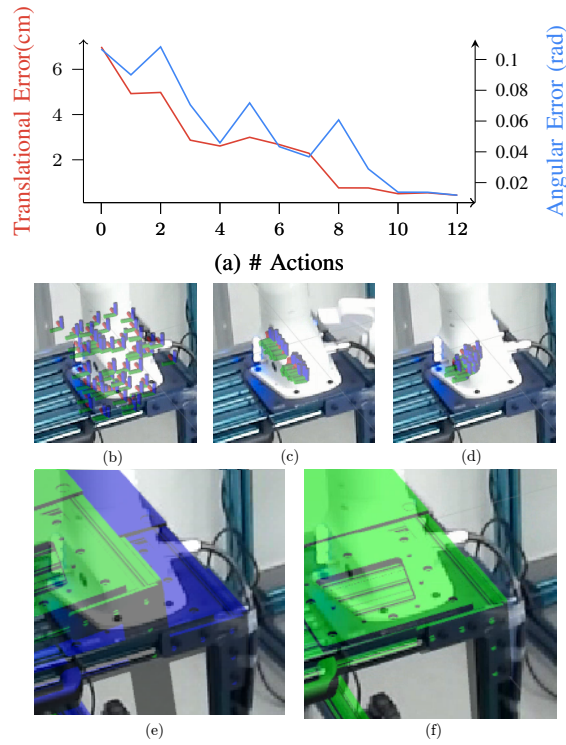 Translational Error(cm)
6
4
2
0.1
0.08
0.06
0.04
0.02
Angular Error (rad)
0 2 4 6 8 10 12
(a) # Actions
(b) (c) (d)
(e) (f)